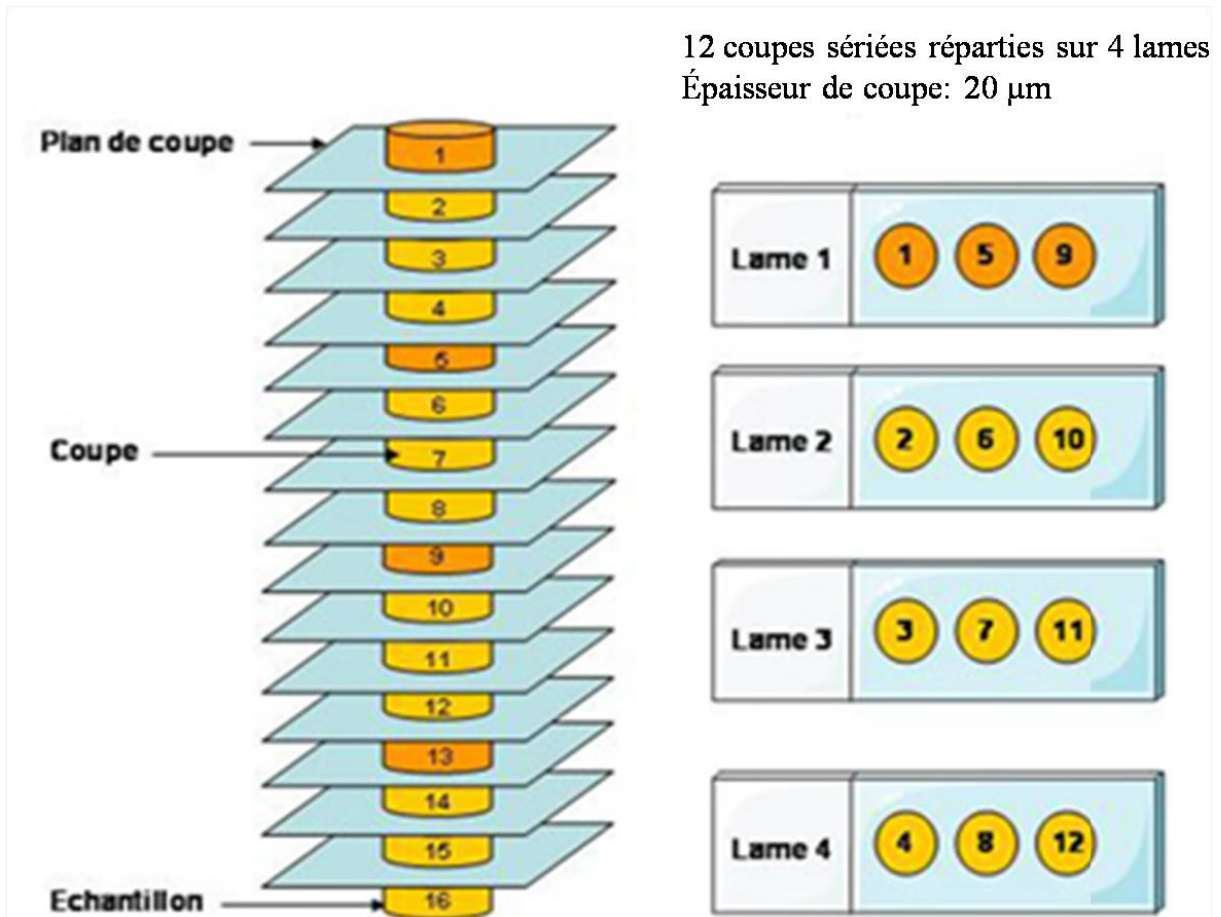 12 coupes sériées réparties sur 4 lames
Épaisseur de coupe: 20 µm
Plan de coupe
1
2
3
4
5
6
Coupe
7
8
9
10
11
12
13
14
15
Echantillon
16
Lame 1
1 5 9
Lame 2
2 6 10
Lame 3
3 7 11
Lame 4
4 8 12